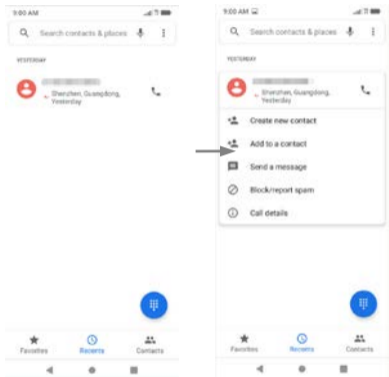 9:00 AM
Search contacts & places
YESTERDAY
Shenzhen, Guangdong,
Yesterday
Favorites
Recents
Contacts
9:00 AM
Search contacts & places
YESTERDAY
Shenzhen, Guangdong,
Yesterday
Create new contact
Add to a contact
Send a message
Block/report spam
Call details
Favorites
Recents
Contacts